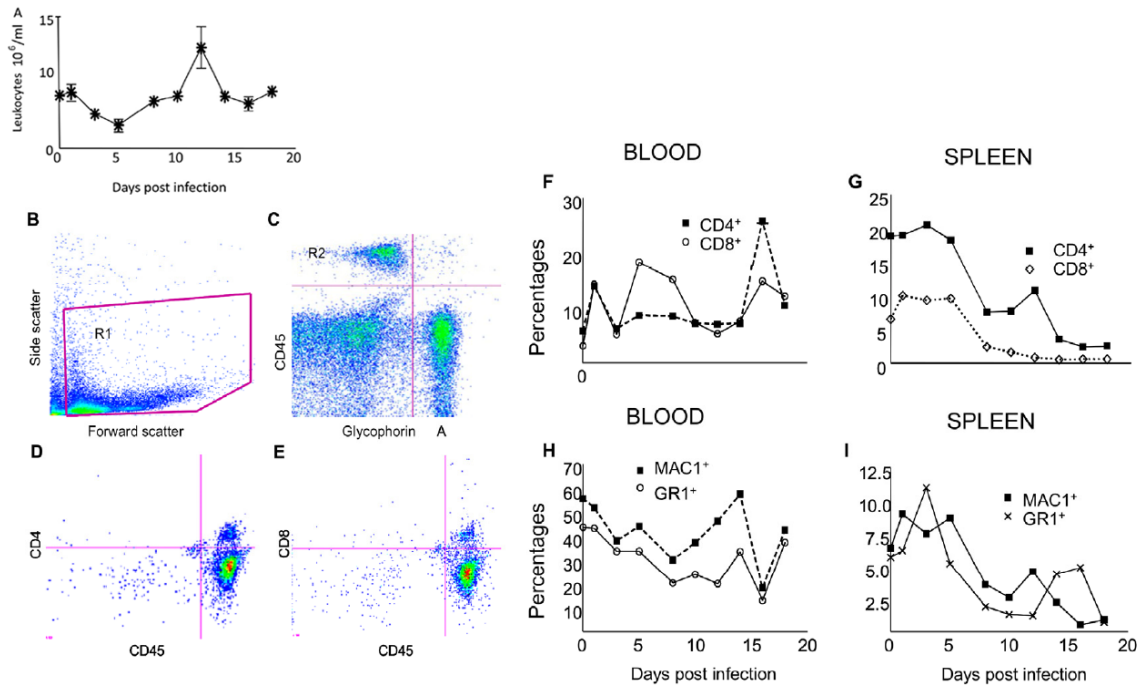 A
Leukocytes 10⁶/ml
15
10
0
0 5 10 15 20
Days post infection
B
Side scatter
R1
Forward scatter
C
R2
CD45
Glycophorin A
D
CD4
CD45
E
CD8
CD45
BLOOD
F
Percentages
30
20
10
0
CD4⁺
CD8⁺
SPLEEN
G
25
20
15
10
5
0
CD4⁺
CD8⁺
BLOOD
H
Percentages
70
60
50
40
30
20
10
0 5 10 15 20
MAC1⁺
GR1⁺
Days post infection
SPLEEN
I
12.5
10.0
7.5
5.0
2.5
0 5 10 15 20
MAC1⁺
GR1⁺
Days post infection